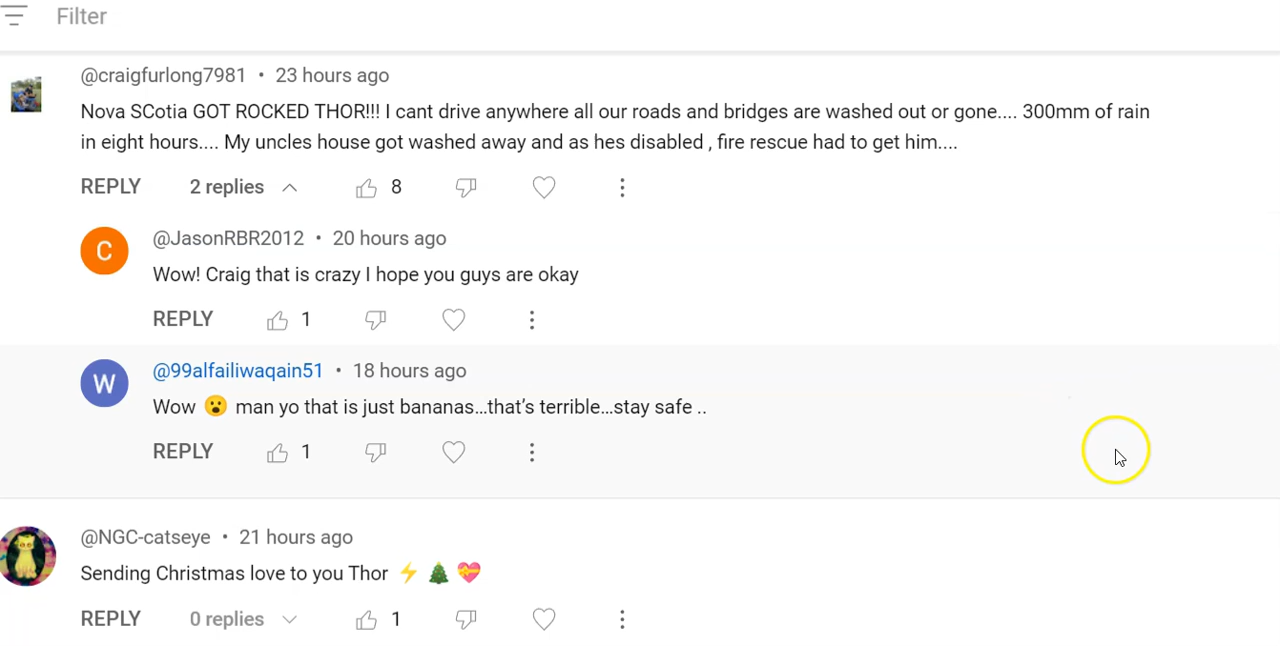 Filter
@craigfurlong7981 • 23 hours ago
Nova SCotia GOT ROCKED THOR!!! I cant drive anywhere all our roads and bridges are washed out or gone.... 300mm of rain
in eight hours.... My uncles house got washed away and as hes disabled , fire rescue had to get him....
REPLY 2 replies 8
C
@JasonRBR2012 • 20 hours ago
Wow! Craig that is crazy I hope you guys are okay
REPLY 1
W
@99alfailiwaqain51 • 18 hours ago
Wow 😮 man yo that is just bananas…that’s terrible…stay safe ..
REPLY 1
@NGC-catseye • 21 hours ago
Sending Christmas love to you Thor ⚡ 🎄 💝
REPLY 0 replies 1